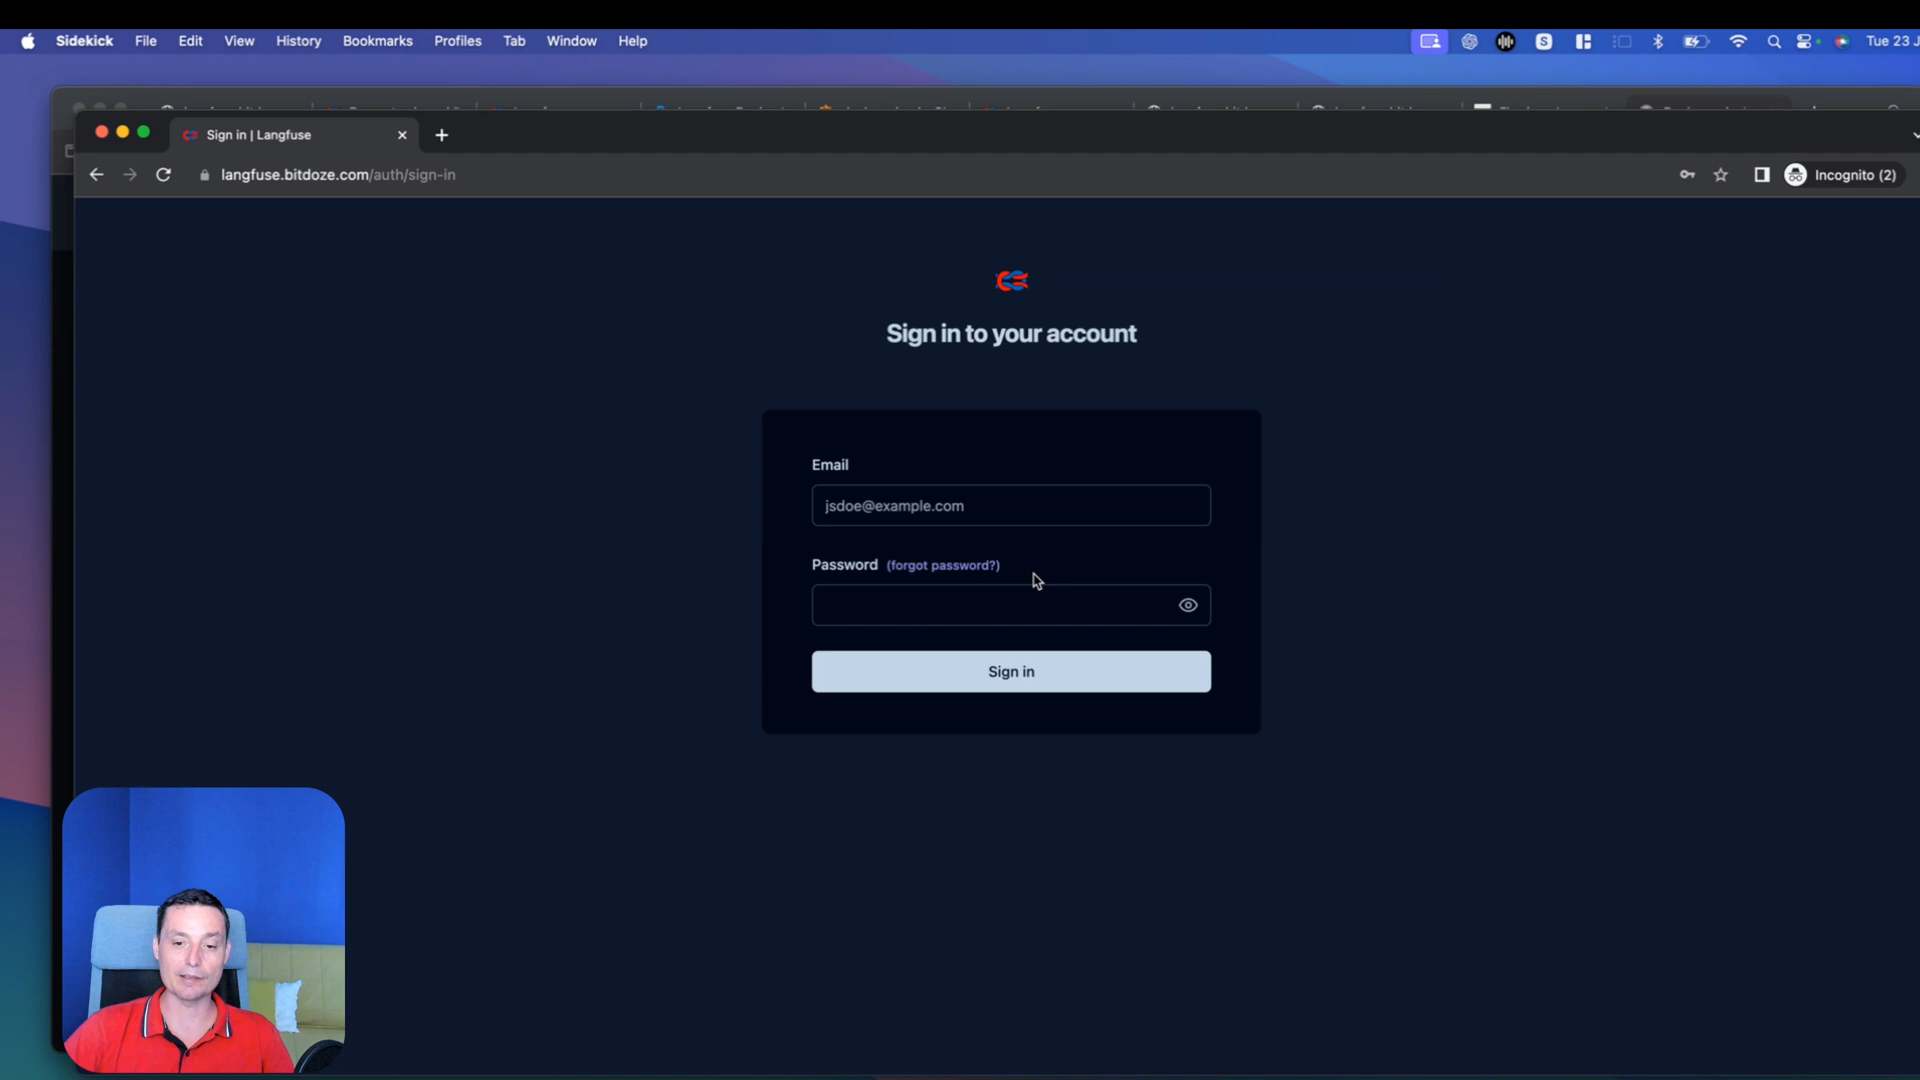 Sidekick File Edit View History Bookmarks Profiles Tab Window Help
Tue 23 J
Sign in | Langfuse
langfuse.bitdoze.com/auth/sign-in
Incognito (2)
Sign in to your account
Email
jsdoe@example.com
Password (forgot password?)
Sign in